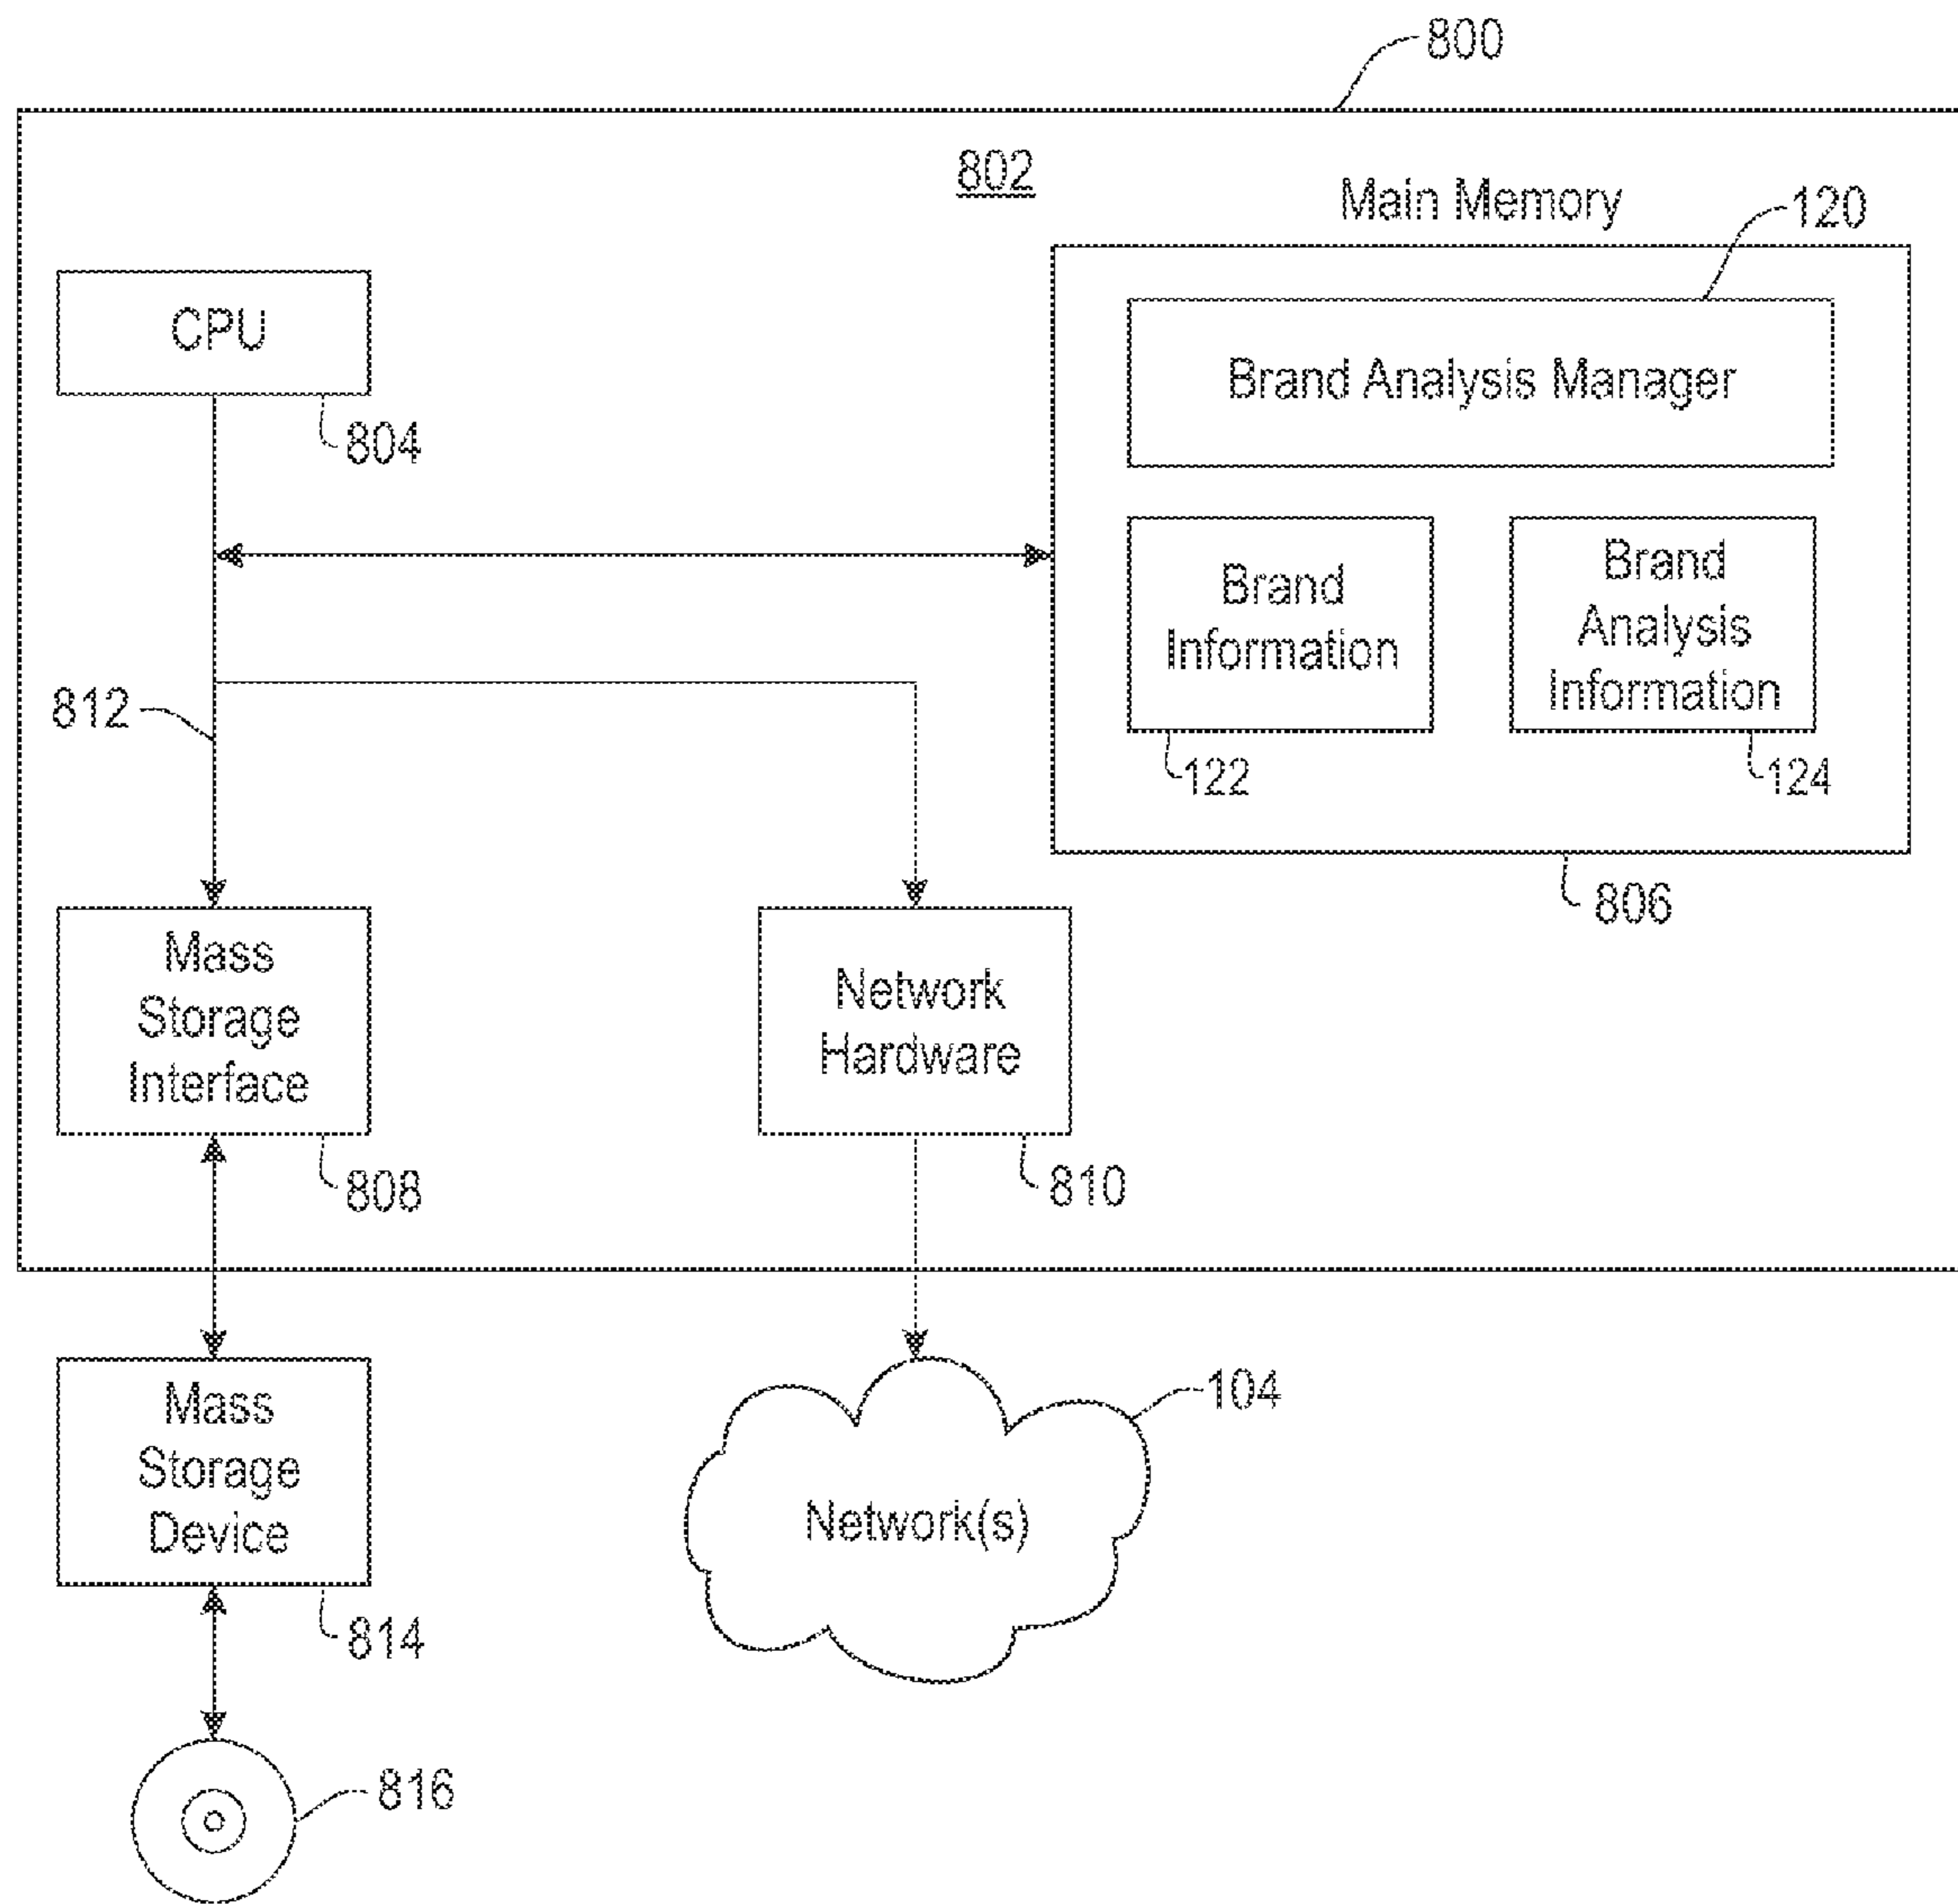 800
802
Main Memory
120
CPU
804
Brand Analysis Manager
Brand
Information
122
Brand
Analysis
Information
124
812
806
Mass
Storage
Interface
808
Network
Hardware
810
Mass
Storage
Device
814
104
Network(s)
816